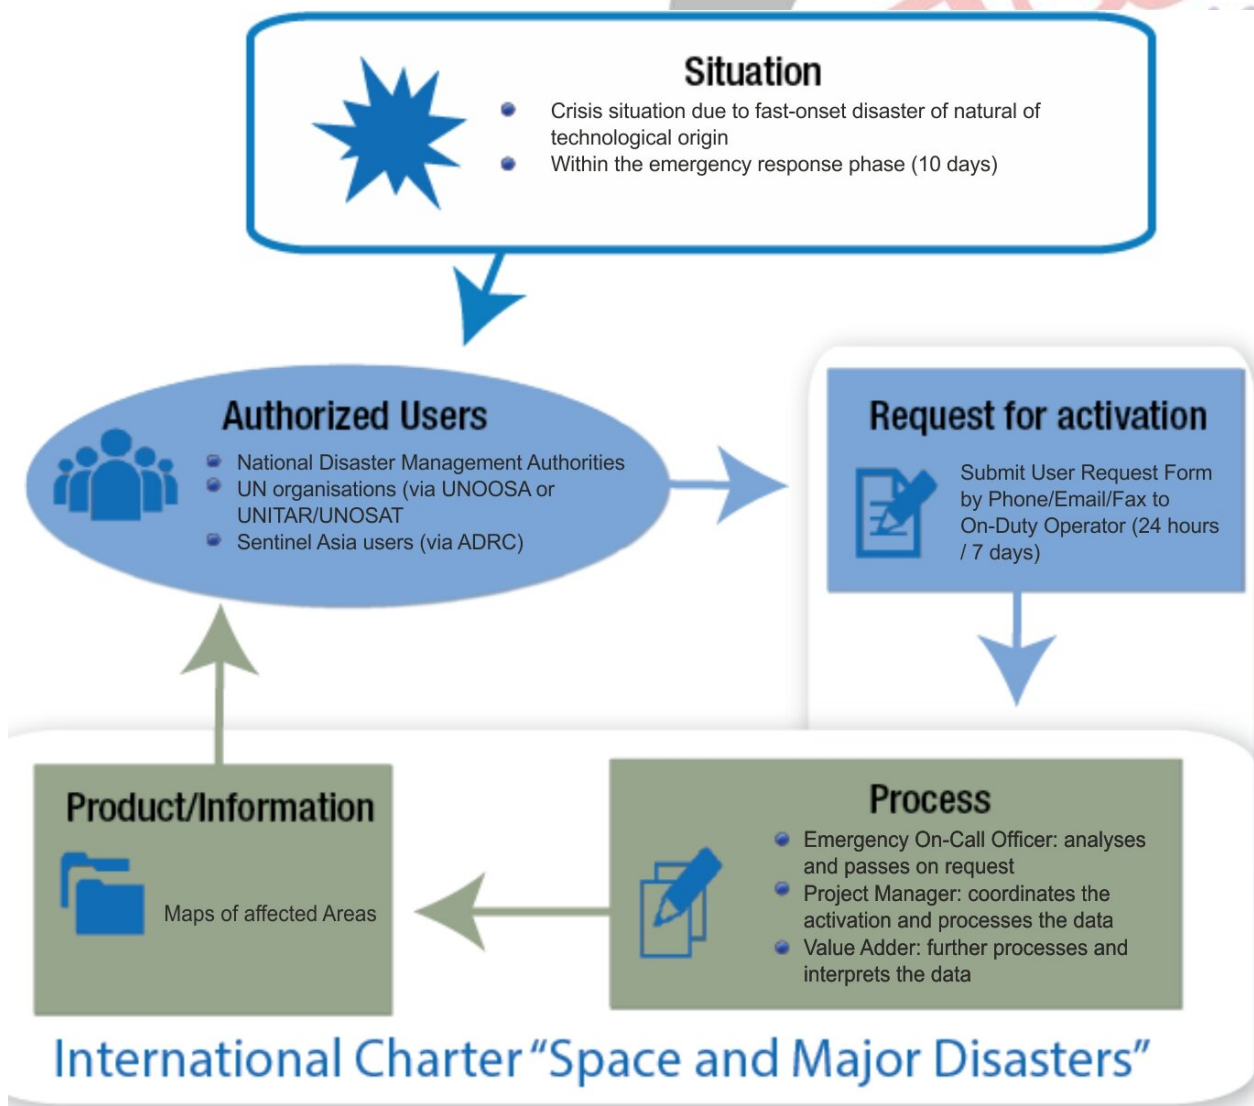 Situation
Crisis situation due to fast-onset disaster of natural of
technological origin
Within the emergency response phase (10 days)
Authorized Users
National Disaster Management Authorities
UN organisations (via UNOOSA or
UNITAR/UNOSAT
Sentinel Asia users (via ADRC)
Request for activation
Submit User Request Form
by Phone/Email/Fax to
On-Duty Operator (24 hours
/ 7 days)
Process
Emergency On-Call Officer: analyses
and passes on request
Project Manager: coordinates the
activation and processes the data
Value Adder: further processes and
interprets the data
Product/Information
Maps of affected Areas
International Charter “Space and Major Disasters”